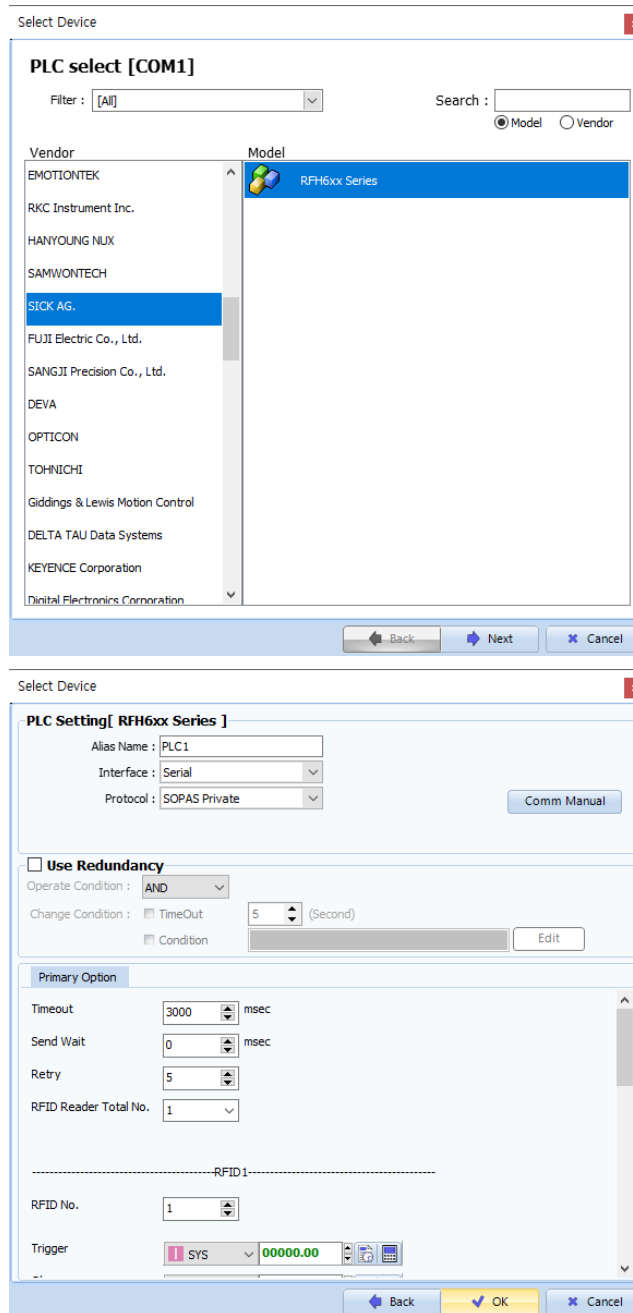 Select Device
PLC select [COM1]
Filter : [All]
Search :
Model Vendor
Vendor Model
EMOTIONTEK
RFH6xx Series
RKC Instrument Inc.
HANYOUNG NUX
SAMWONTECH
SICK AG.
FUJI Electric Co., Ltd.
SANGJI Precision Co., Ltd.
DEVA
OPTICON
TOHNICHI
Giddings & Lewis Motion Control
DELTA TAU Data Systems
KEYENCE Corporation
Digital Electronics Corporation
Back Next Cancel
Select Device
PLC Setting[ RFH6xx Series ]
Alias Name : PLC1
Interface : Serial
Protocol : SOPAS Private
Comm Manual
Use Redundancy
Operate Condition : AND
Change Condition : TimeOut 5 (Second)
Condition Edit
Primary Option
Timeout 3000 msec
Send Wait 0 msec
Retry 5
RFID Reader Total No. 1
-----------------------------------------RFID1------------------------------------------
RFID No. 1
Trigger SYS 00000.00
Back OK Cancel